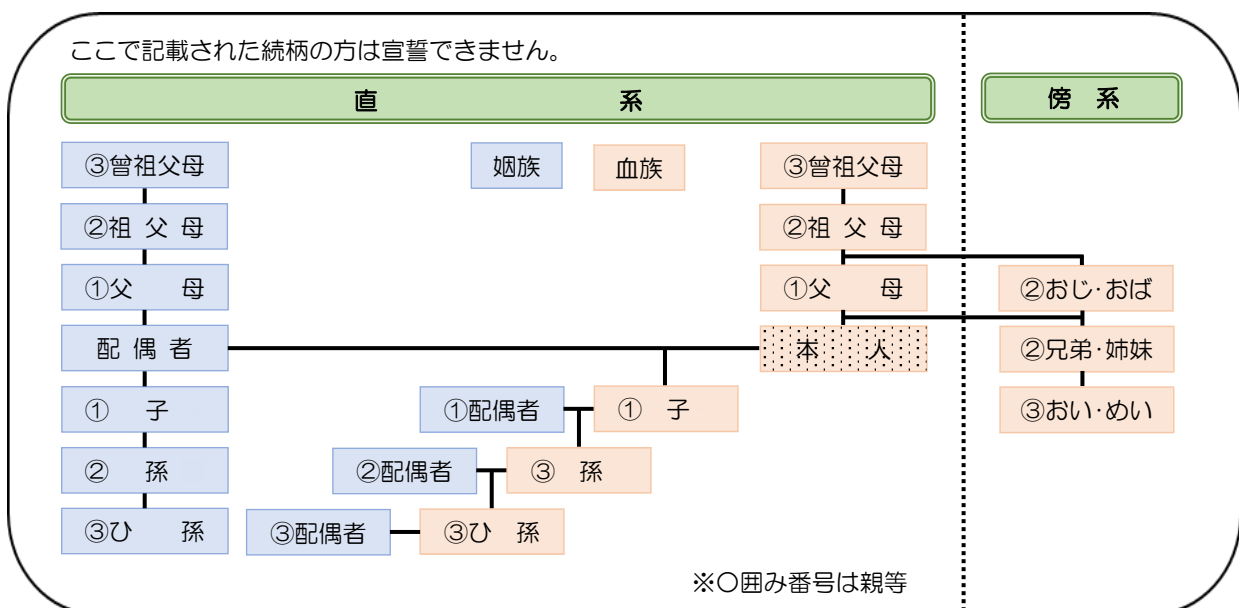 ここで記載された続柄の方は宣誓できません。
直 系
傍 系
③曾祖父母
姻族
血族
③曾祖父母
②祖 父 母
②祖 父 母
①父 母
①父 母
②おじ・おば
配 偶 者
本 人
②兄弟・姉妹
① 子
①配偶者
① 子
③おい・めい
② 孫
②配偶者
③ 孫
③ひ 孫
③配偶者
③ひ 孫
※〇囲み番号は親等